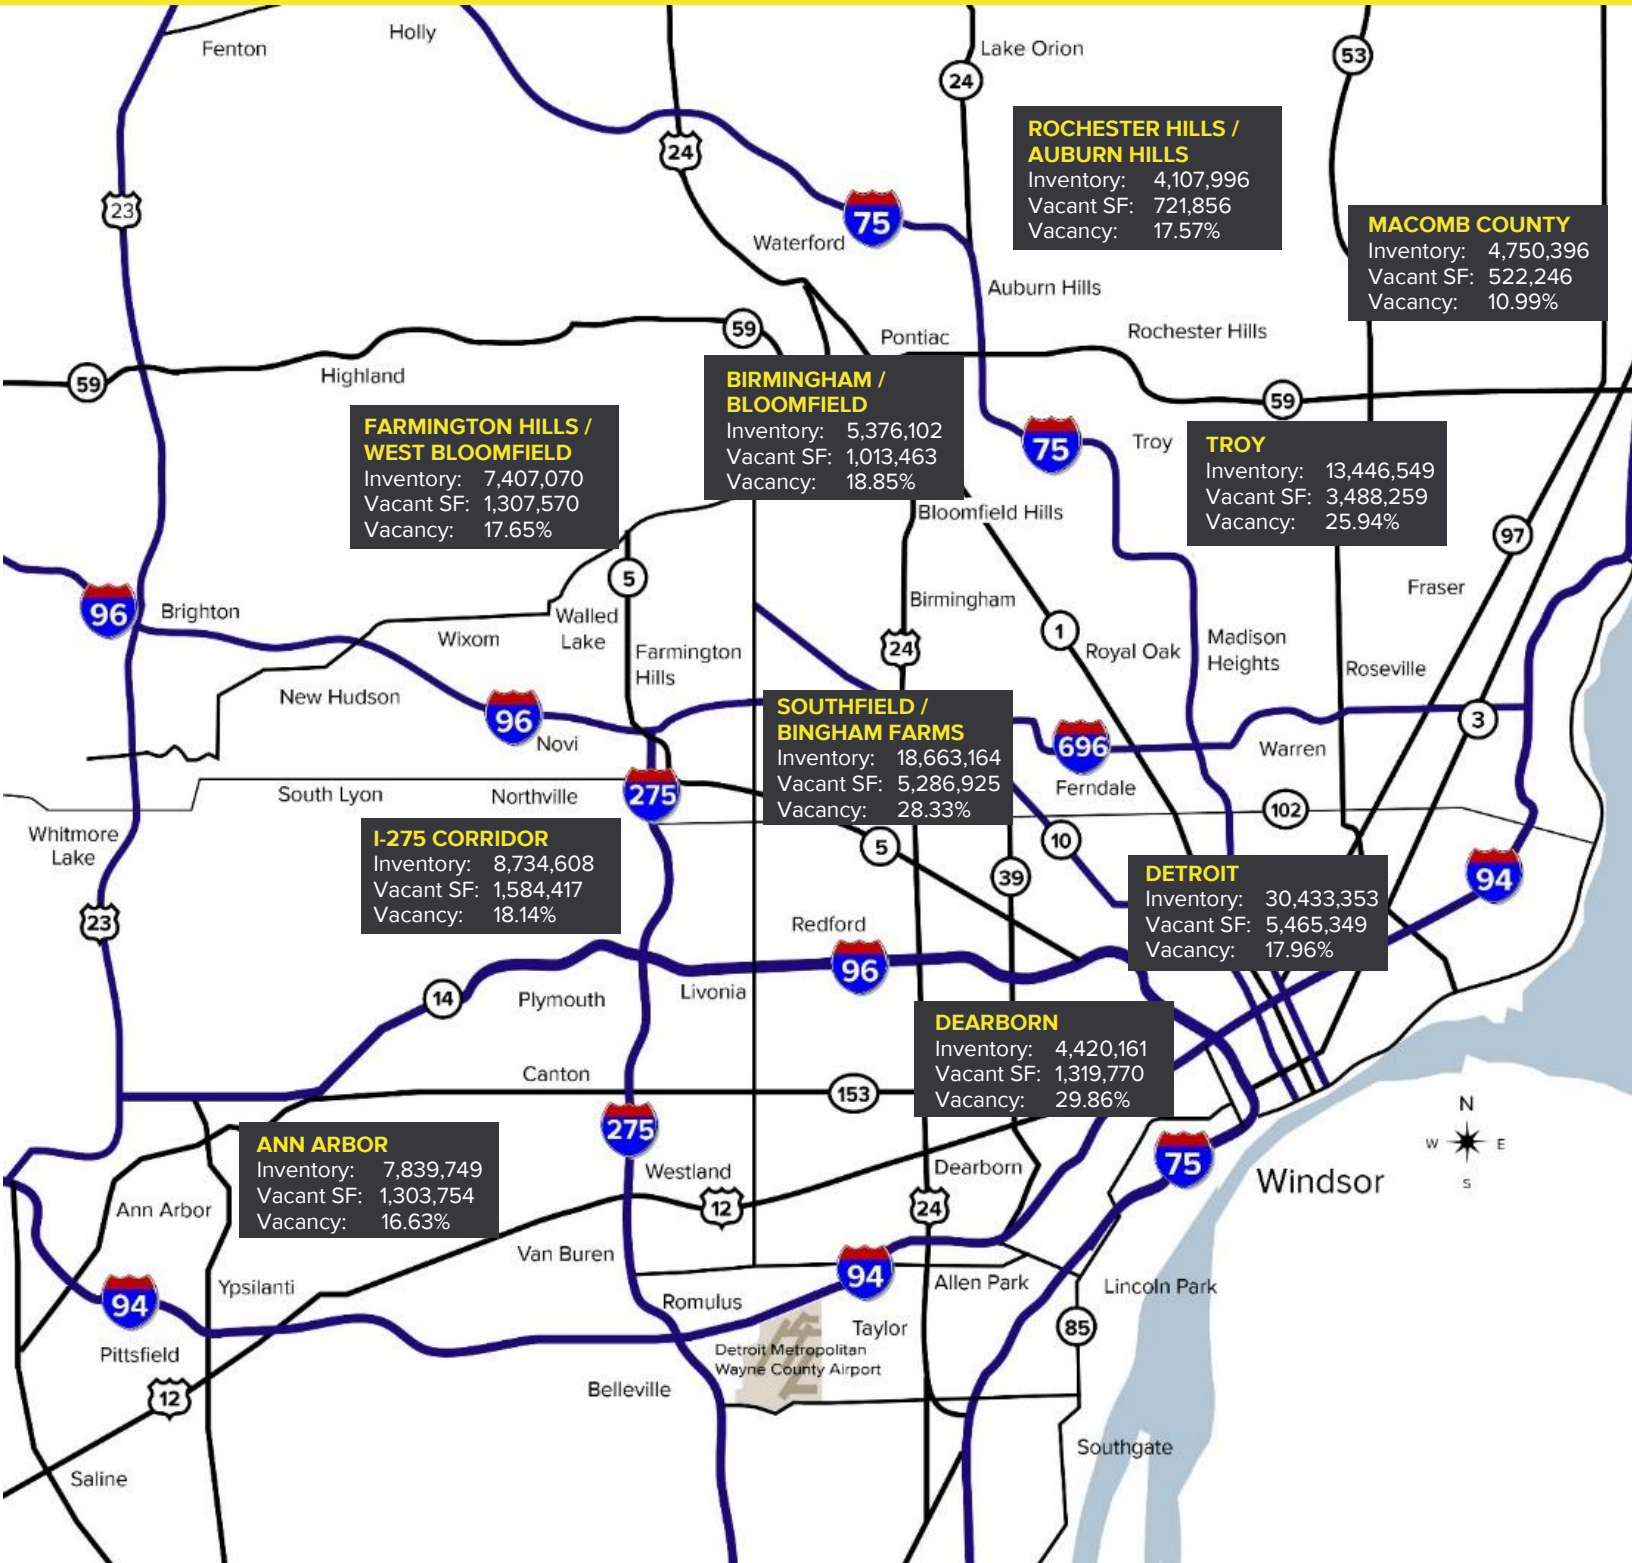 Fenton
Holly
Lake Orion
53
24
24
23
75
ROCHESTER HILLS /
AUBURN HILLS
Inventory: 4,107,996
Vacant SF: 721,856
Vacancy: 17.57%
MACOMB COUNTY
Inventory: 4,750,396
Vacant SF: 522,246
Vacancy: 10.99%
Waterford
Auburn Hills
59
Pontiac
Rochester Hills
59
Highland
59
BIRMINGHAM /
BLOOMFIELD
Inventory: 5,376,102
Vacant SF: 1,013,463
Vacancy: 18.85%
FARMINGTON HILLS /
WEST BLOOMFIELD
Inventory: 7,407,070
Vacant SF: 1,307,570
Vacancy: 17.65%
75
Troy
TROY
Inventory: 13,446,549
Vacant SF: 3,488,259
Vacancy: 25.94%
Bloomfield Hills
97
5
Fraser
96
Brighton
Walled
Lake
Wixom
Birmingham
24
1
Farmington
Hills
Royal Oak
Madison
Heights
Roseville
New Hudson
96
Novi
SOUTHFIELD /
BINGHAM FARMS
Inventory: 18,663,164
Vacant SF: 5,286,925
Vacancy: 28.33%
696
Ferndale
Warren
3
275
South Lyon
Northville
102
Whitmore
Lake
I-275 CORRIDOR
Inventory: 8,734,608
Vacant SF: 1,584,417
Vacancy: 18.14%
5
10
39
DETROIT
Inventory: 30,433,353
Vacant SF: 5,465,349
Vacancy: 17.96%
94
23
Redford
96
14
Plymouth
Livonia
DEARBORN
Inventory: 4,420,161
Vacant SF: 1,319,770
Vacancy: 29.86%
Canton
153
275
N
W
E
S
75
Windsor
ANN ARBOR
Inventory: 7,839,749
Vacant SF: 1,303,754
Vacancy: 16.63%
Westland
Dearborn
12
24
Ann Arbor
Van Buren
94
Ypsilanti
Allen Park
Lincoln Park
94
Romulus
Taylor
85
Pittsfield
Detroit Metropolitan
Wayne County Airport
12
Belleville
Southgate
Saline